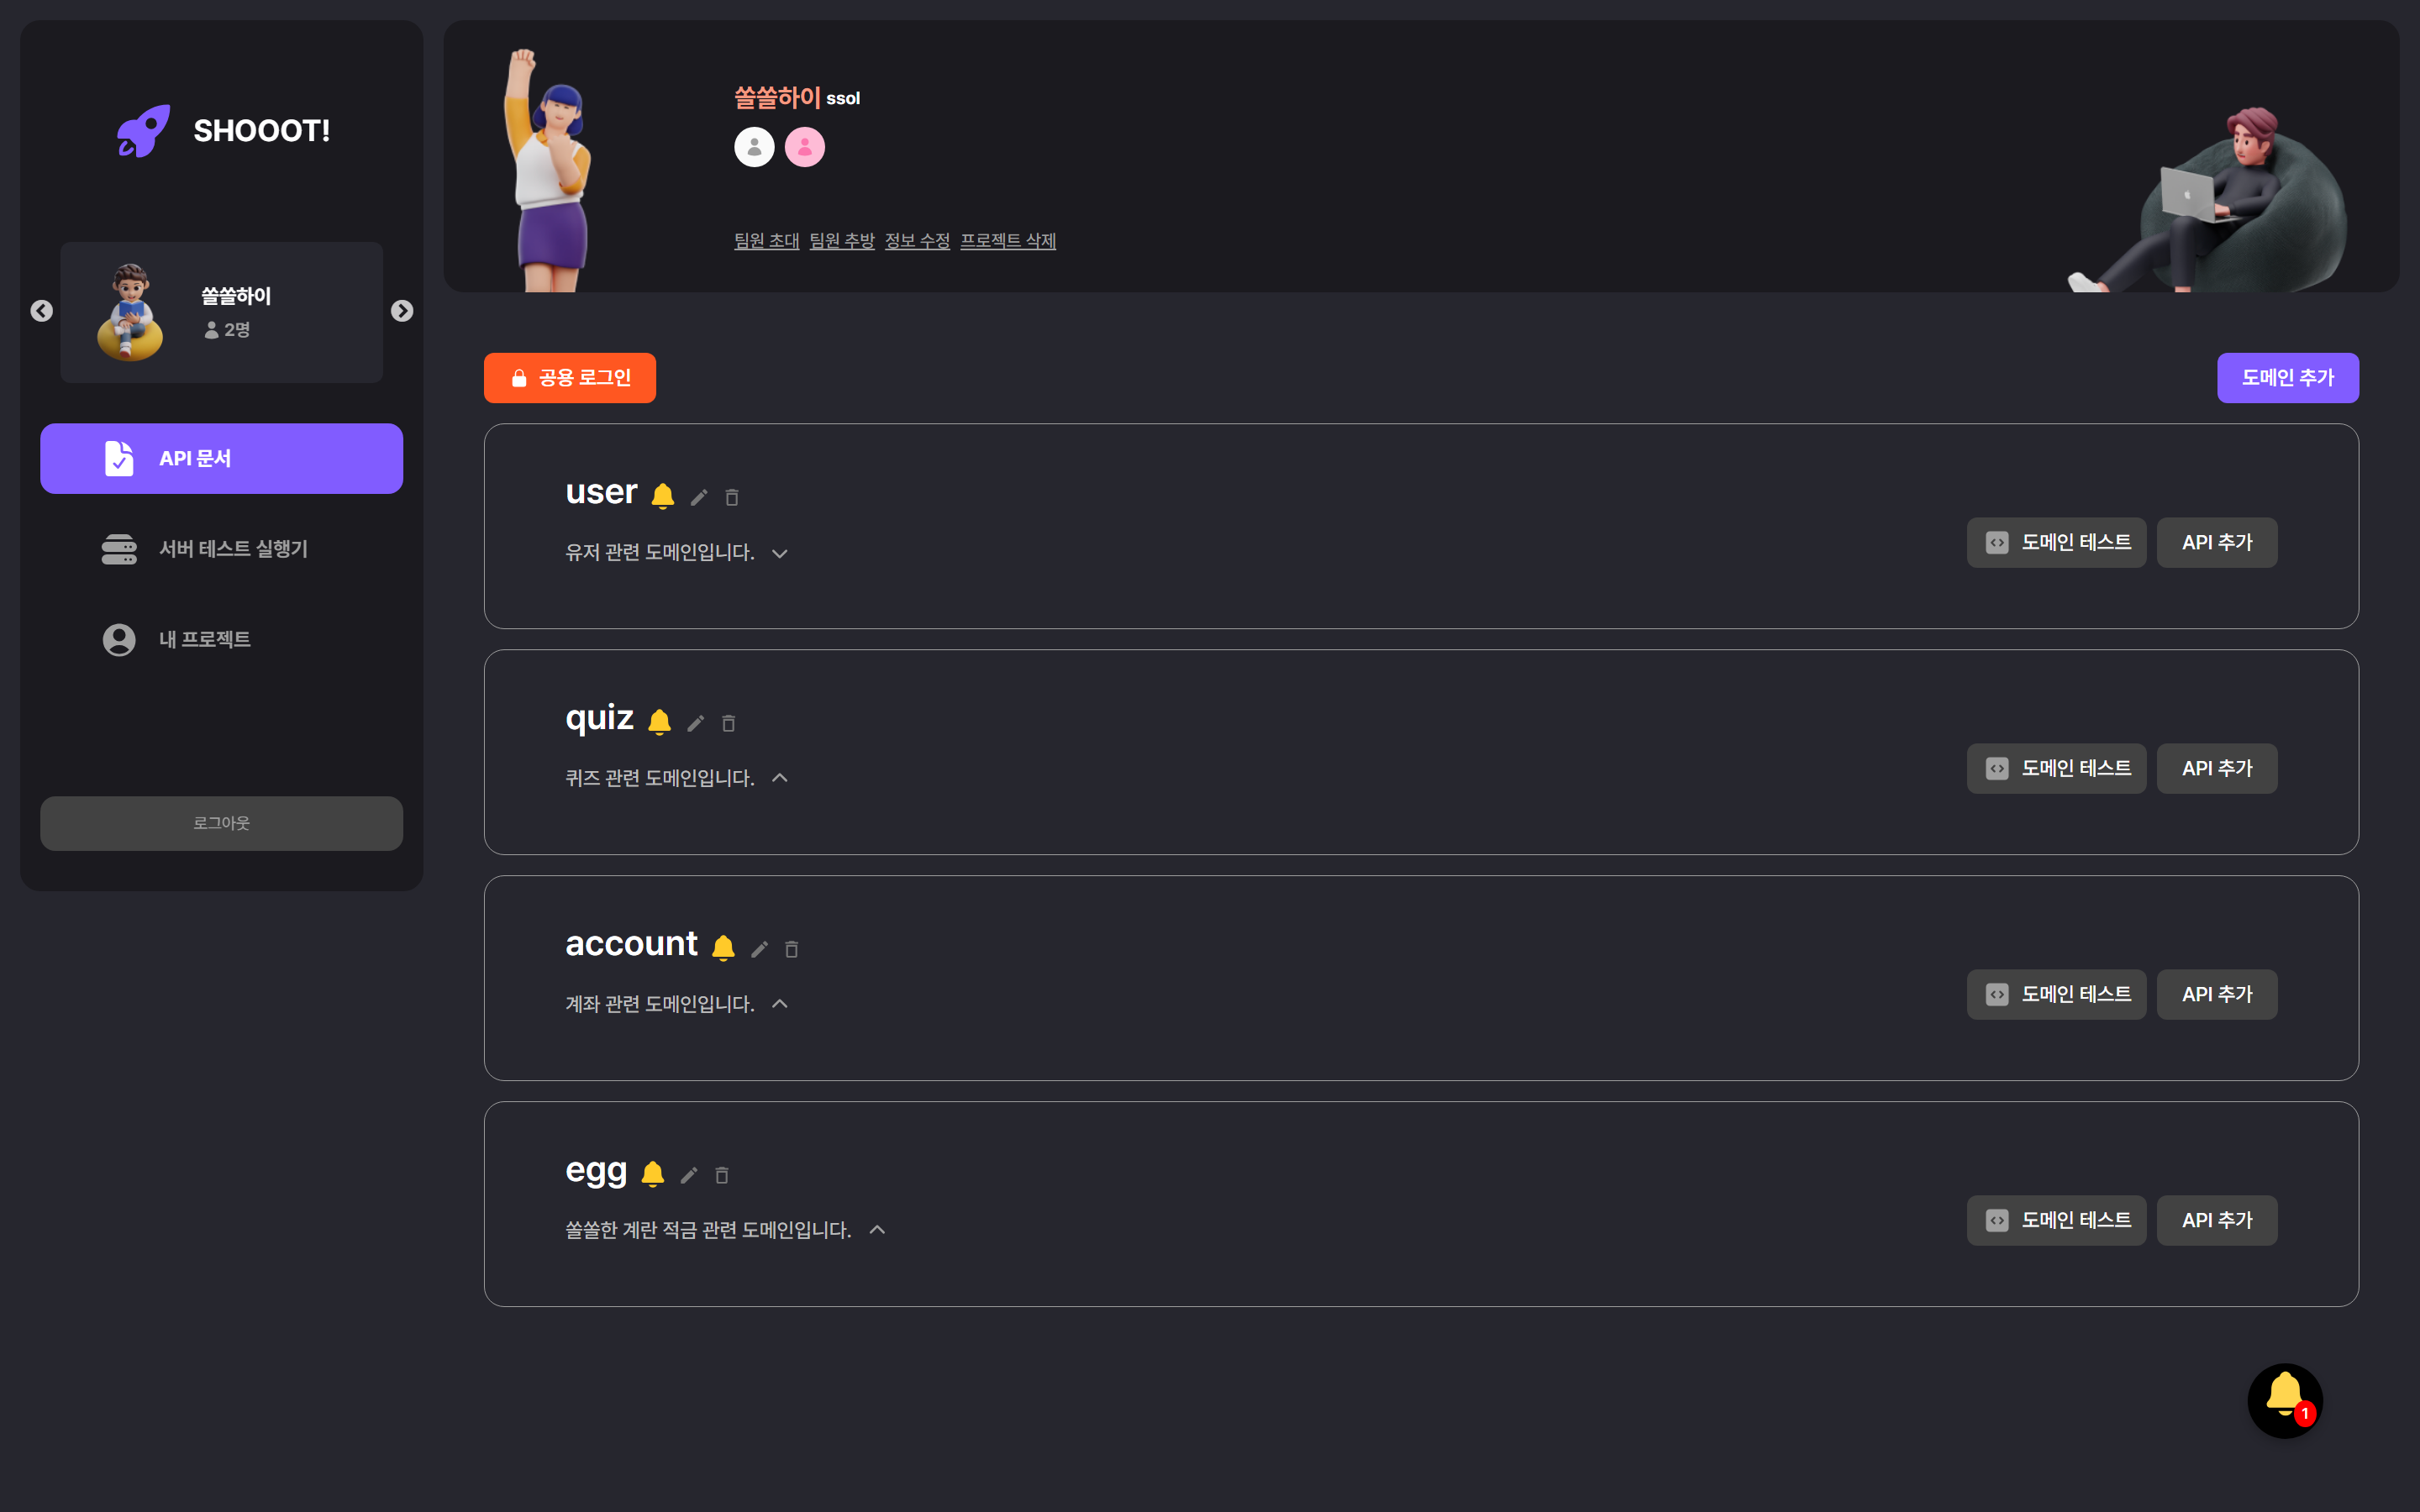 SHOOOT!
쏠쏠하이
2명
API 문서
서버 테스트 실행기
내 프로젝트
로그아웃
쏠쏠하이 ssol
팀원 초대 팀원 추방 정보 수정 프로젝트 삭제
공용 로그인
도메인 추가
user
유저 관련 도메인입니다.
도메인 테스트
API 추가
quiz
퀴즈 관련 도메인입니다.
도메인 테스트
API 추가
account
계좌 관련 도메인입니다.
도메인 테스트
API 추가
egg
쏠쏠한 계란 적금 관련 도메인입니다.
도메인 테스트
API 추가
1